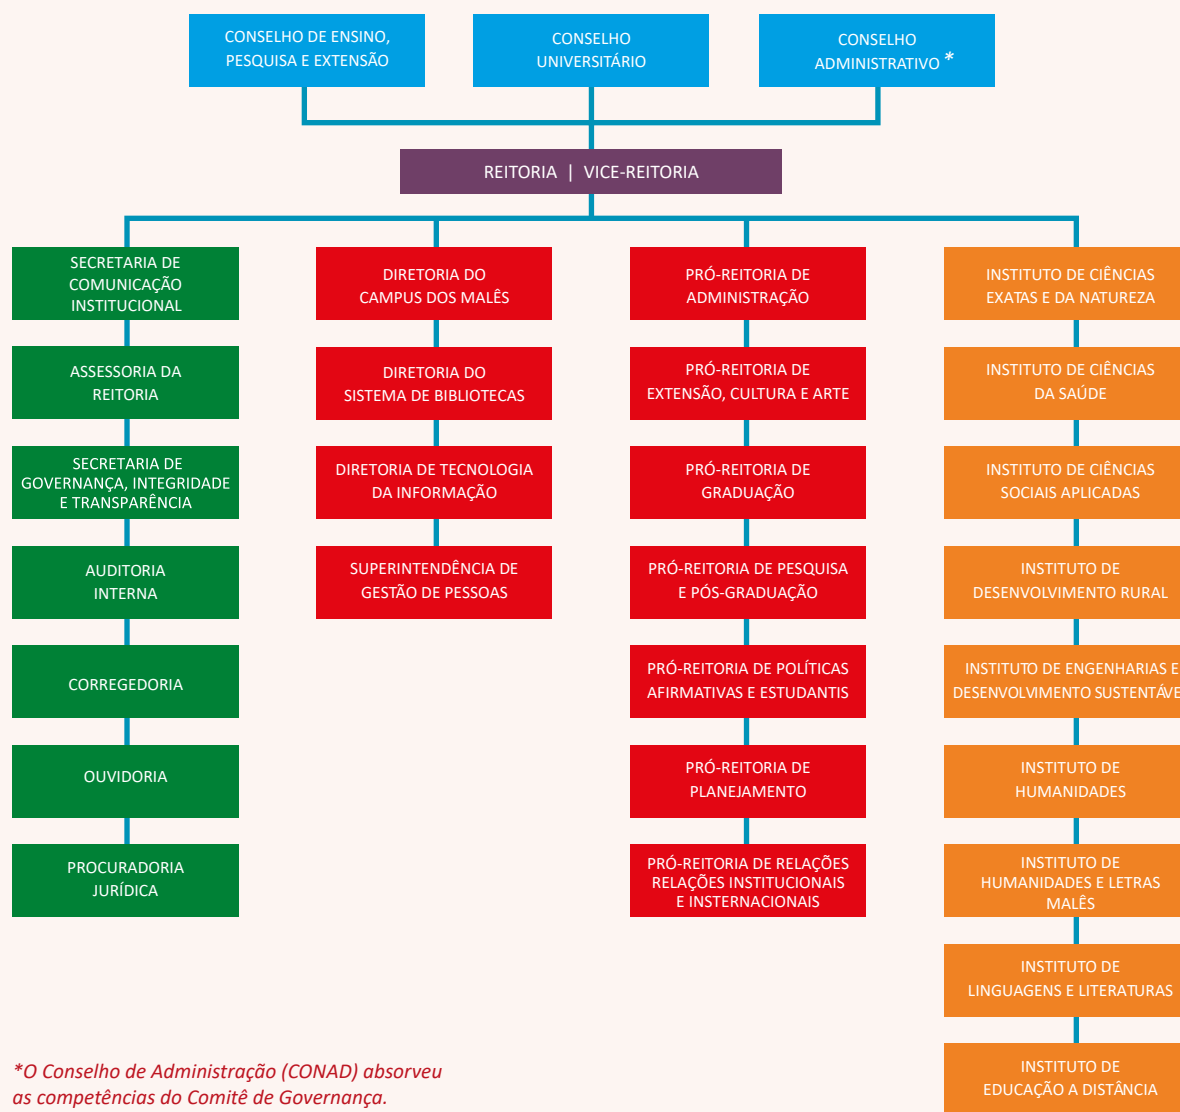 CONSELHO DE ENSINO,
PESQUISA E EXTENSÃO
CONSELHO
UNIVERSITÁRIO
CONSELHO
ADMINISTRATIVO *
REITORIA | VICE-REITORIA
SECRETARIA DE
COMUNICAÇÃO
INSTITUCIONAL
ASSESSORIA DA
REITORIA
SECRETARIA DE
GOVERNANÇA, INTEGRIDADE
E TRANSPARÊNCIA
AUDITORIA
INTERNA
CORREGEDORIA
OUVIDORIA
PROCURADORIA
JURÍDICA
DIRETORIA DO
CAMPUS DOS MALÊS
DIRETORIA DO
SISTEMA DE BIBLIOTECAS
DIRETORIA DE TECNOLOGIA
DA INFORMAÇÃO
SUPERINTENDÊNCIA DE
GESTÃO DE PESSOAS
PRÓ-REITORIA DE
ADMINISTRAÇÃO
PRÓ-REITORIA DE
EXTENSÃO, CULTURA E ARTE
PRÓ-REITORIA DE
GRADUAÇÃO
PRÓ-REITORIA DE PESQUISA
E PÓS-GRADUAÇÃO
PRÓ-REITORIA DE POLÍTICAS
AFIRMATIVAS E ESTUDANTIS
PRÓ-REITORIA DE
PLANEJAMENTO
PRÓ-REITORIA DE RELAÇÕES
RELAÇÕES INSTITUCIONAIS
E INSTERNACIONAIS
INSTITUTO DE CIÊNCIAS
EXATAS E DA NATUREZA
INSTITUTO DE CIÊNCIAS
DA SAÚDE
INSTITUTO DE CIÊNCIAS
SOCIAIS APLICADAS
INSTITUTO DE
DESENVOLVIMENTO RURAL
INSTITUTO DE ENGENHARIAS E
DESENVOLVIMENTO SUSTENTÁVE
INSTITUTO DE
HUMANIDADES
INSTITUTO DE
HUMANIDADES E LETRAS
MALÊS
INSTITUTO DE
LINGUAGENS E LITERATURAS
INSTITUTO DE
EDUCAÇÃO A DISTÂNCIA
*O Conselho de Administração (CONAD) absorveu
as competências do Comitê de Governança.